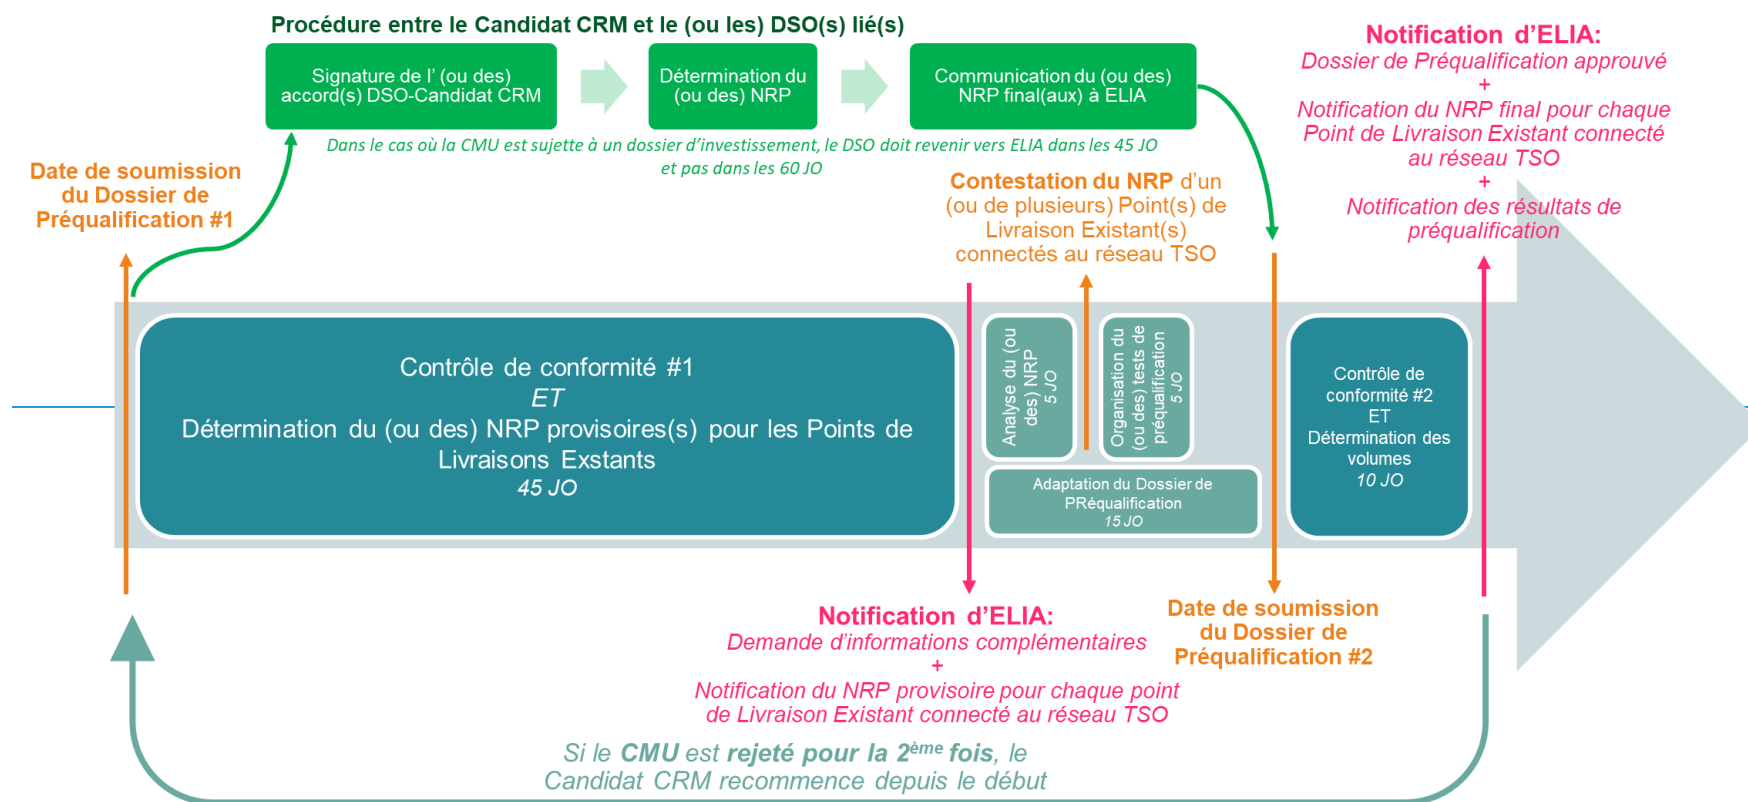 Procédure entre le Candidat CRM et le (ou les) DSO(s) lié(s)
Signature de l' (ou des)
accord(s) DSO-Candidat CRM
Détermination du
(ou des) NRP
Communication du (ou des)
NRP final(aux) à ELIA
Dans le cas où la CMU est sujette à un dossier d'investissement, le DSO doit revenir vers ELIA dans les 45 JO
et pas dans les 60 JO
Notification d'ELIA:
Dossier de Préqualification approuvé
+
Notification du NRP final pour chaque
Point de Livraison Existant connecté
au réseau TSO
+
Notification des résultats de
préqualification
Date de soumission
du Dossier de
Préqualification #1
Contestation du NRP d'un
(ou de plusieurs) Point(s) de
Livraison Existant(s)
connectés au réseau TSO
Contrôle de conformité #1
ET
Détermination du (ou des) NRP provisoires(s) pour les Points de
Livraisons Exstants
45 JO
Analyse du (ou
des) NRP
5 JO
Organisation du
(ou des) tests de
préqualification
5 JO
Adaptation du Dossier de
PRéqualification
15 JO
Contrôle de
conformité #2
ET
Détermination des
volumes
10 JO
Notification d'ELIA:
Demande d'informations complémentaires
+
Notification du NRP provisoire pour chaque point
de Livraison Existant connecté au réseau TSO
Date de soumission
du Dossier de
Préqualification #2
Si le CMU est rejeté pour la 2ème fois, le
Candidat CRM recommence depuis le début